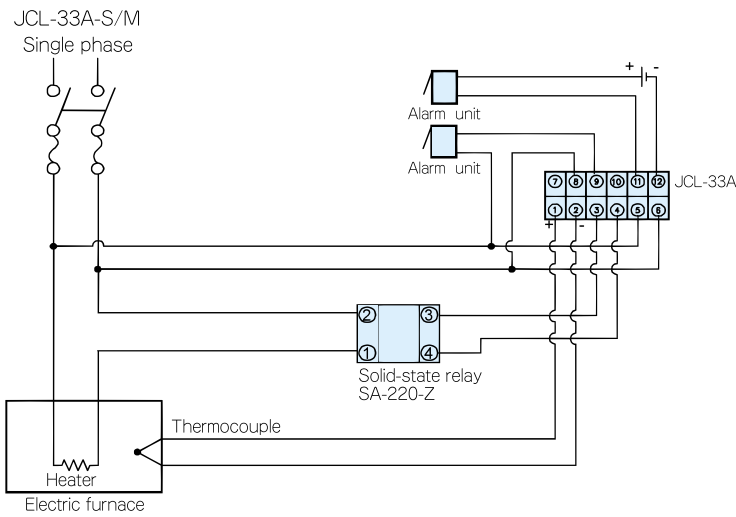 JCL-33A-S/M
Single phase
+ -
Alarm unit
Alarm unit
⑦ ⑧ ⑨ ⑩ ⑪ ⑫
JCL-33A
① ② ③ ④ ⑤ ⑥
+ -
② ③
① ④
Solid-state relay
SA-220-Z
Thermocouple
Heater
Electric furnace